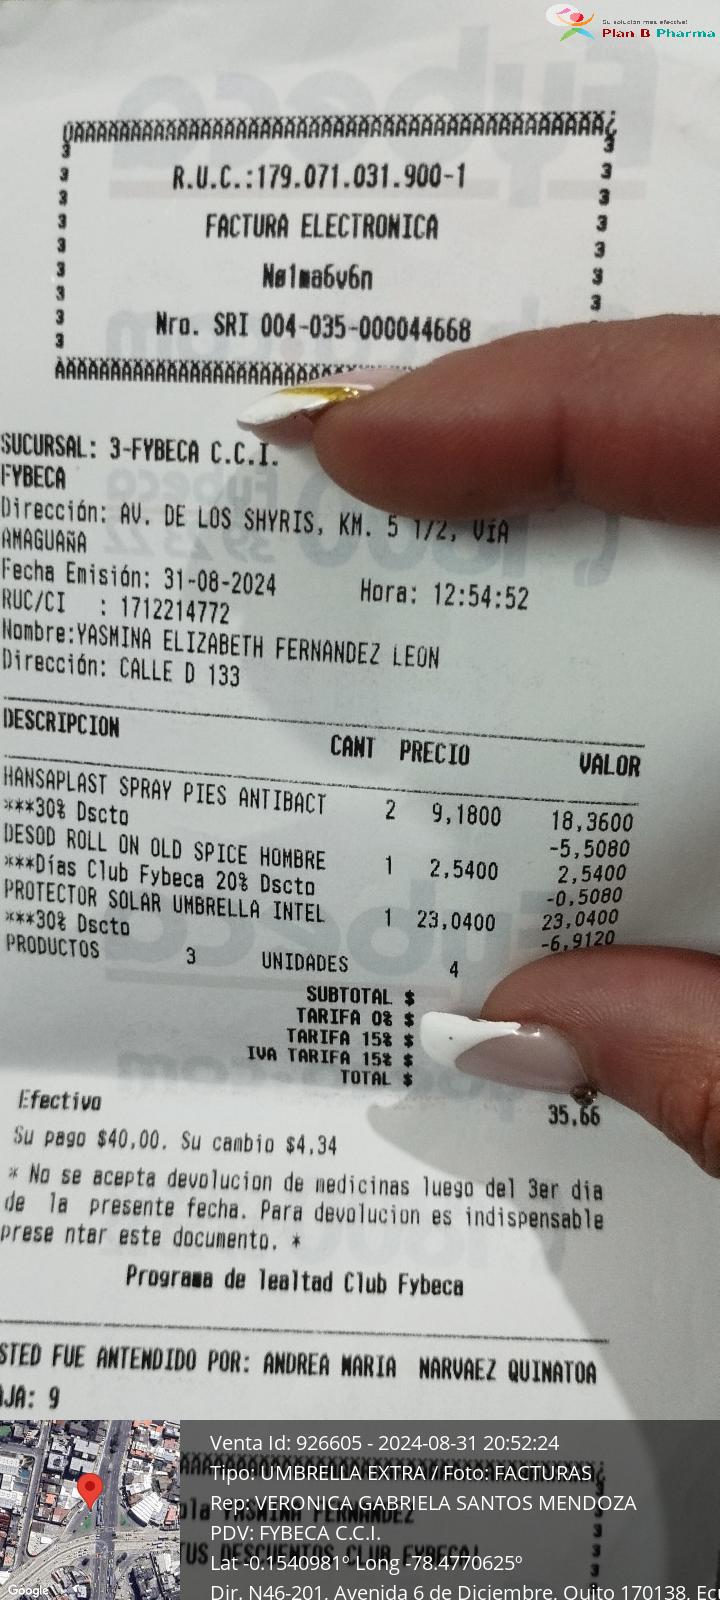 Su solución mas efectiva!
Plan B Pharma
R.U.C.:179.071.031.900-1
FACTURA ELECTRONICA
Nø1ma6v6n
Nro. SRI 004-035-000044668
SUCURSAL: 3-FYBECA C.C.I.
FYBECA
Dirección: AV. DE LOS SHYRIS, KM. 5 1/2, VíA
AMAGUAÑA
Fecha Emisión: 31-08-2024 Hora: 12:54:52
RUC/CI : 1712214772
Nombre:YASMINA ELIZABETH FERNANDEZ LEON
Dirección: CALLE D 133
DESCRIPCION CANT PRECIO VALOR
HANSAPLAST SPRAY PIES ANTIBACT 2 9,1800 18,3600
***30% Dscto -5,5080
DESOD ROLL ON OLD SPICE HOMBRE 1 2,5400 2,5400
***Días Club Fybeca 20% Dscto -0,5080
PROTECTOR SOLAR UMBRELLA INTEL 1 23,0400 23,0400
***30% Dscto -6,9120
PRODUCTOS 3 UNIDADES 4
SUBTOTAL $
TARIFA 0% $
TARIFA 15% $
IVA TARIFA 15% $
TOTAL $ 35,66
Efectivo
Su pago $40,00. Su cambio $4,34
* No se acepta devolucion de medicinas luego del 3er dia
de la presente fecha. Para devolucion es indispensable
prese ntar este documento. *
Programa de lealtad Club Fybeca
STED FUE ANTENDIDO POR: ANDREA MARIA NARVAEZ QUINATOA
AJA: 9
Venta Id: 926605 - 2024-08-31 20:52:24
Tipo: UMBRELLA EXTRA / Foto: FACTURAS
Rep: VERONICA GABRIELA SANTOS MENDOZA
PDV: FYBECA C.C.I.
Lat -0.1540981º Long -78.4770625º
Dir. N46-201, Avenida 6 de Diciembre, Quito 170138, Ecu
Google